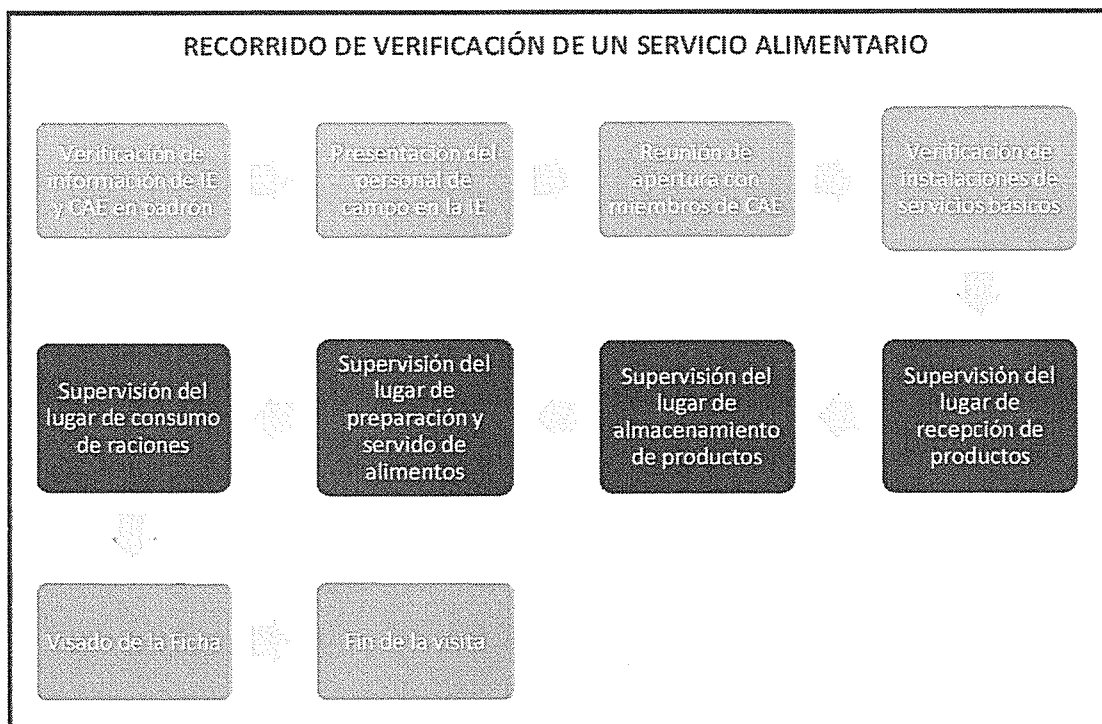 RECORRIDO DE VERIFICACIÓN DE UN SERVICIO ALIMENTARIO
Verificación de
información de IE
y CAE en padrón
Presentación del
personal de
campo en la IE
Reunión de
apertura con
miembros de CAE
Verificación de
instalaciones de
servicios básicos
Supervisión del
lugar de consumo
de raciones
Supervisión del
lugar de
preparación y
servido de
alimentos
Supervisión del
lugar de
almacenamiento
de productos
Supervisión del
lugar de
recepción de
productos
Visado de la Ficha
Fin de la visita